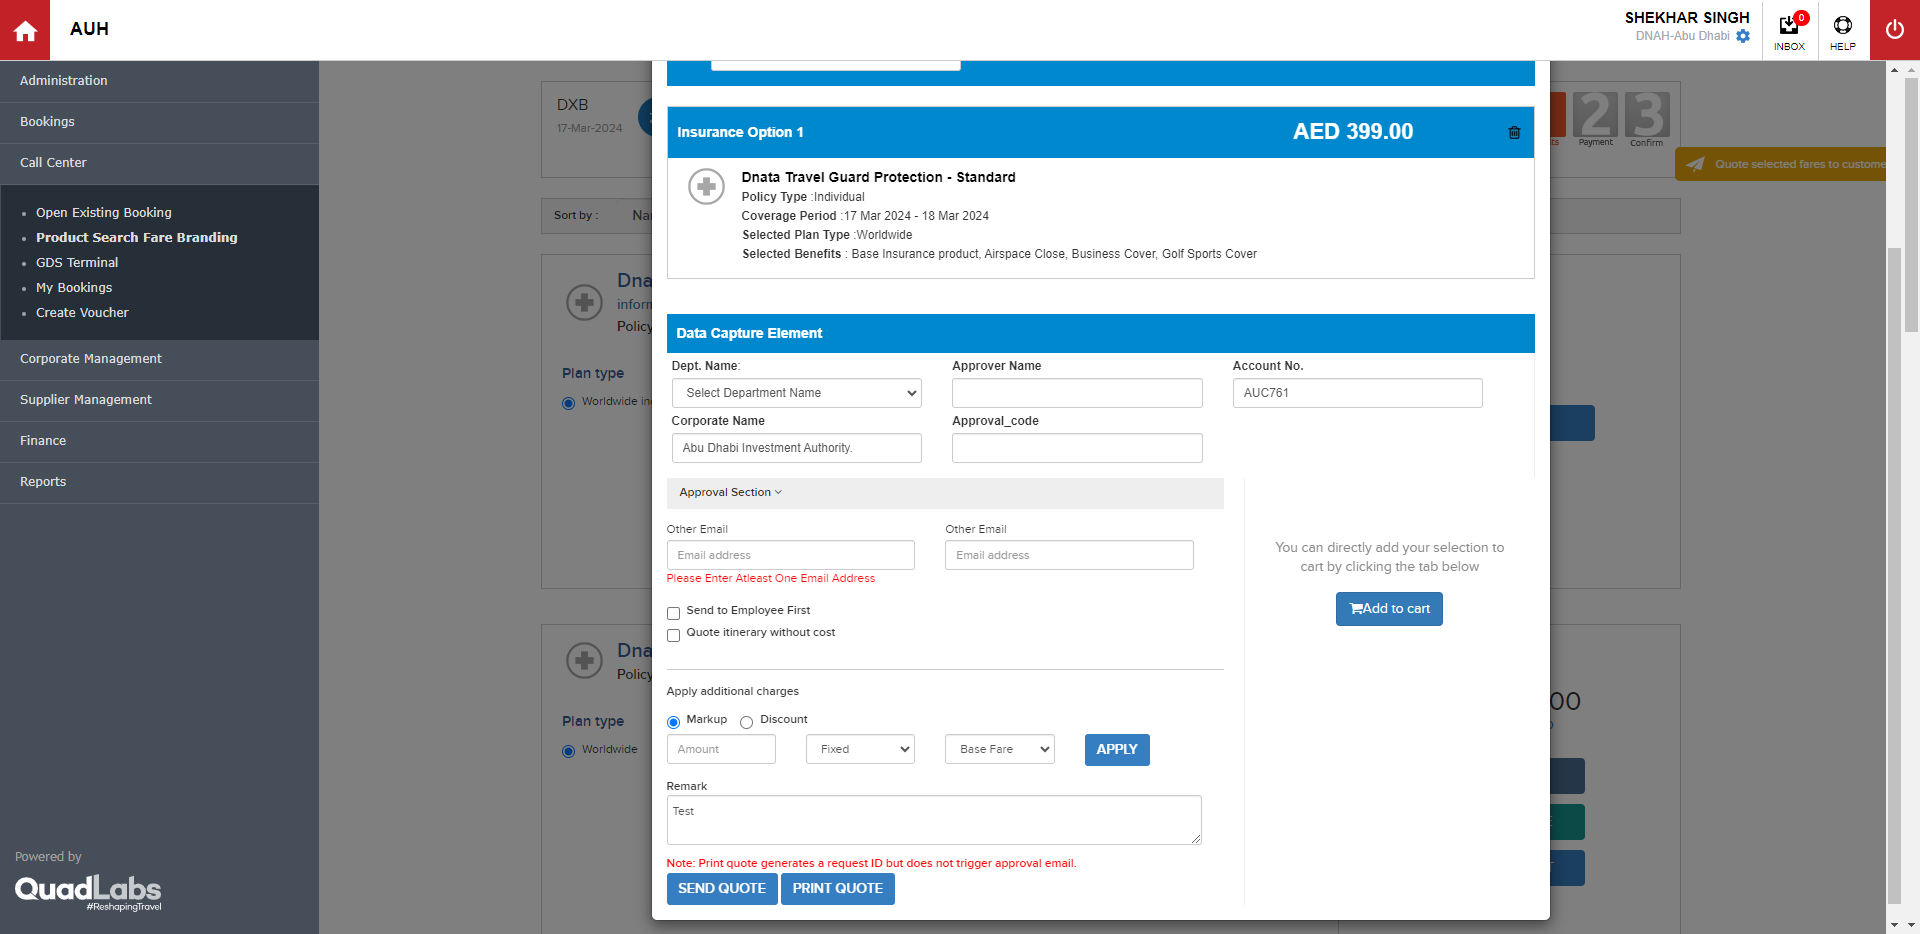 AUH
SHEKHAR SINGH
DNAH-Abu Dhabi
0
INBOX
HELP
Administration
Bookings
Call Center
Open Existing Booking
Product Search Fare Branding
GDS Terminal
My Bookings
Create Voucher
Corporate Management
Supplier Management
Finance
Reports
Powered by
QuadLabs
#ReshapingTravel
DXB
17-Mar-2024
2
3
Payment
Confirm
Quote selected fares to custome
Sort by :
Plan type
Worldwide
Plan type
Worldwide
Insurance Option 1
AED 399.00
Dnata Travel Guard Protection - Standard
Policy Type :Individual
Coverage Period :17 Mar 2024 - 18 Mar 2024
Selected Plan Type :Worldwide
Selected Benefits : Base Insurance product, Airspace Close, Business Cover, Golf Sports Cover
Data Capture Element
Dept. Name:
Approver Name
Account No.
Select Department Name
AUC761
Corporate Name
Approval_code
Abu Dhabi Investment Authority.
Approval Section
Other Email
Other Email
Email address
Email address
Please Enter Atleast One Email Address
Send to Employee First
Quote itinerary without cost
You can directly add your selection to
cart by clicking the tab below
Add to cart
Apply additional charges
Markup
Discount
Amount
Fixed
Base Fare
APPLY
Remark
Test
Note: Print quote generates a request ID but does not trigger approval email.
SEND QUOTE
PRINT QUOTE